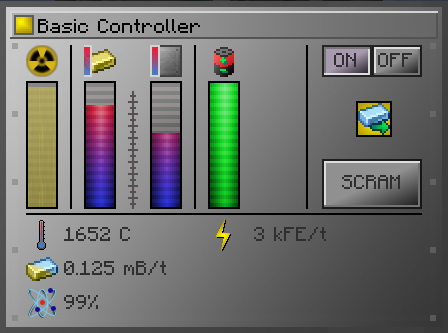 Basic Controller
ON OFF
SCRAM
1652 C
3 kFE/t
0.125 mB/t
99%